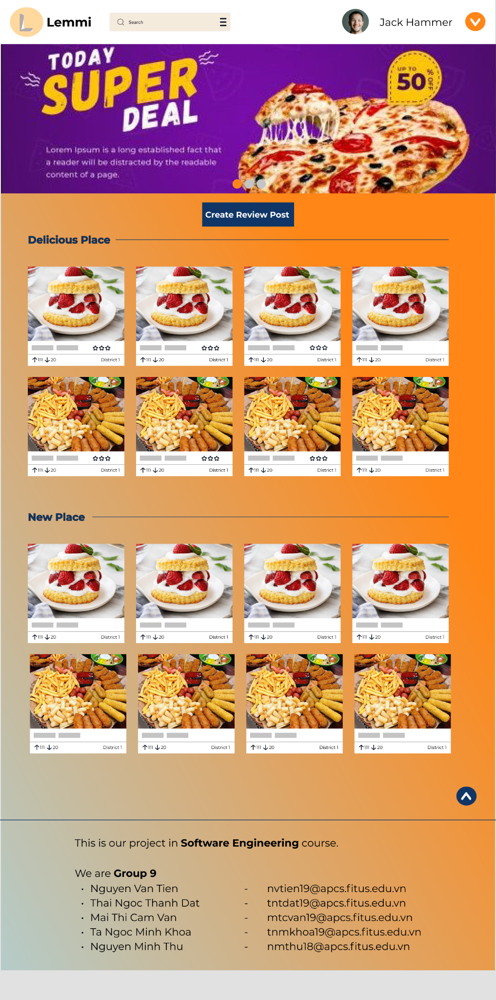 Lemmi
Search
Jack Hammer
TODAY
SUPER
DEAL
UP TO
50 % OFF
Lorem Ipsum is a long established fact that
a reader will be distracted by the readable
content of a page.
Create Review Post
Delicious Place
111 20 District 1
111 20 District 1
111 20 District 1
111 20 District 1
111 20 District 1
111 20 District 1
111 20 District 1
111 20 District 1
New Place
111 20 District 1
111 20 District 1
111 20 District 1
111 20 District 1
111 20 District 1
111 20 District 1
111 20 District 1
111 20 District 1
This is our project in Software Engineering course.
We are Group 9
• Nguyen Van Tien - nvtien19@apcs.fitus.edu.vn
• Thai Ngoc Thanh Dat - tntdat19@apcs.fitus.edu.vn
• Mai Thi Cam Van - mtcvan19@apcs.fitus.edu.vn
• Ta Ngoc Minh Khoa - tnmkhoa19@apcs.fitus.edu.vn
• Nguyen Minh Thu - nmthu18@apcs.fitus.edu.vn